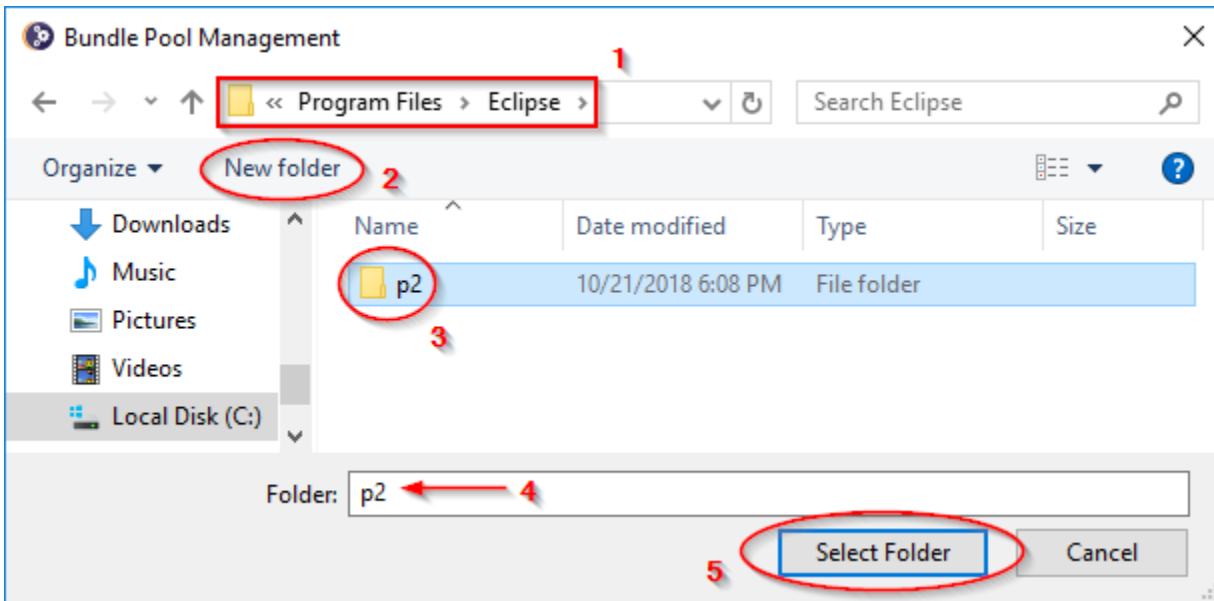 Bundle Pool Management
1
« Program Files > Eclipse >
Search Eclipse
Organize
New folder
2
?
Downloads
Name
Date modified
Type
Size
Music
p2
10/21/2018 6:08 PM
File folder
Pictures
3
Videos
Local Disk (C:)
Folder:
p2
4
5
Select Folder
Cancel